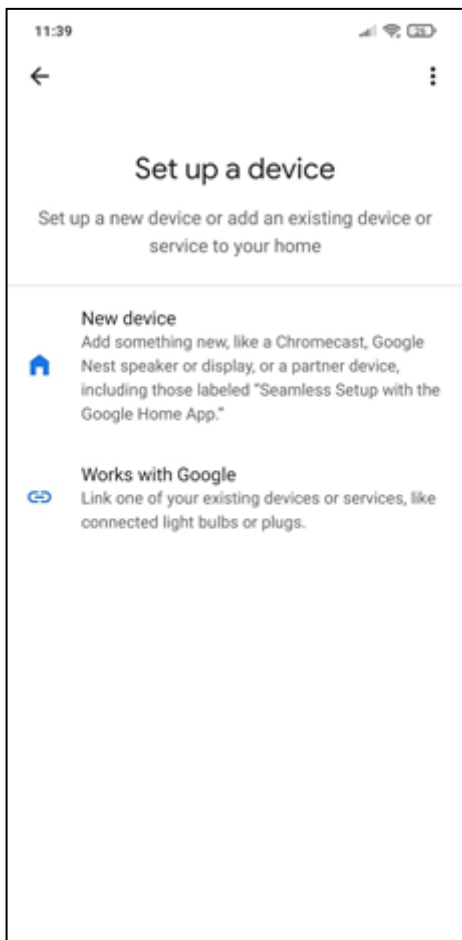 11:39
Set up a device
Set up a new device or add an existing device or
service to your home
New device
Add something new, like a Chromecast, Google
Nest speaker or display, or a partner device,
including those labeled “Seamless Setup with the
Google Home App.”
Works with Google
Link one of your existing devices or services, like
connected light bulbs or plugs.